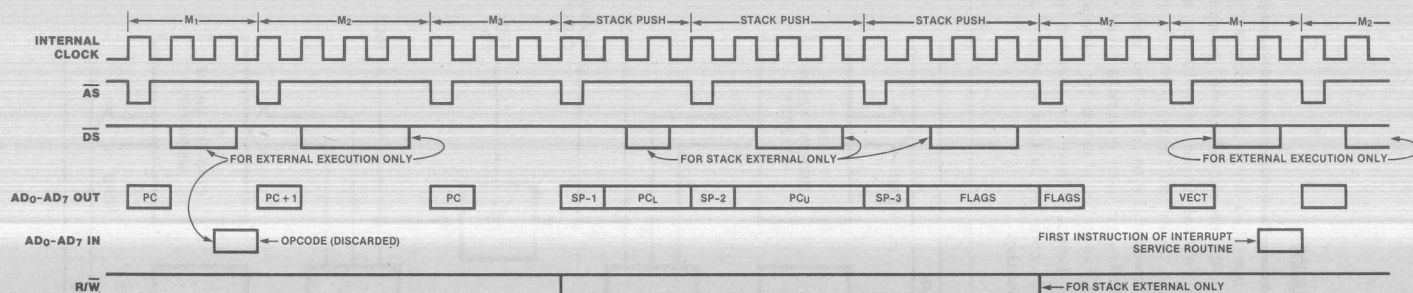 M1 M2 M3 STACK PUSH STACK PUSH STACK PUSH M7 M1 M2
INTERNAL
CLOCK
AS
DS
FOR EXTERNAL EXECUTION ONLY FOR STACK EXTERNAL ONLY FOR EXTERNAL EXECUTION ONLY
AD0-AD7 OUT PC PC+1 PC SP-1 PCL SP-2 PCU SP-3 FLAGS FLAGS VECT
AD0-AD7 IN OPCODE (DISCARDED) FIRST INSTRUCTION OF INTERRUPT
SERVICE ROUTINE
R/W FOR STACK EXTERNAL ONLY